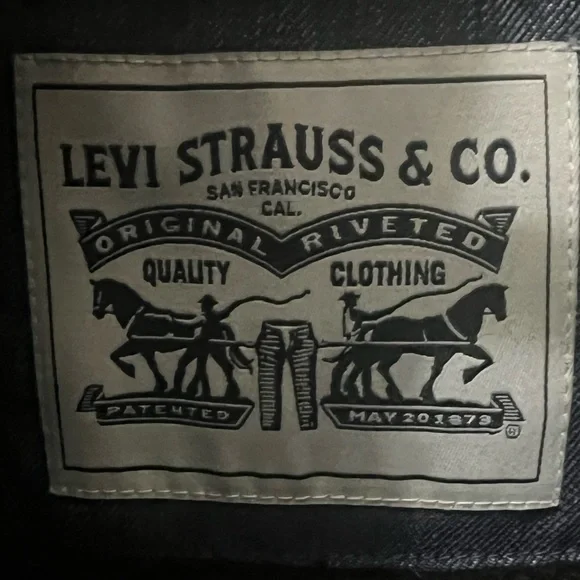 LEVI STRAUSS & CO.
SAN FRANCISCO
CAL.
ORIGINAL RIVETED
QUALITY CLOTHING
PATENTED MAY 20 1873
®